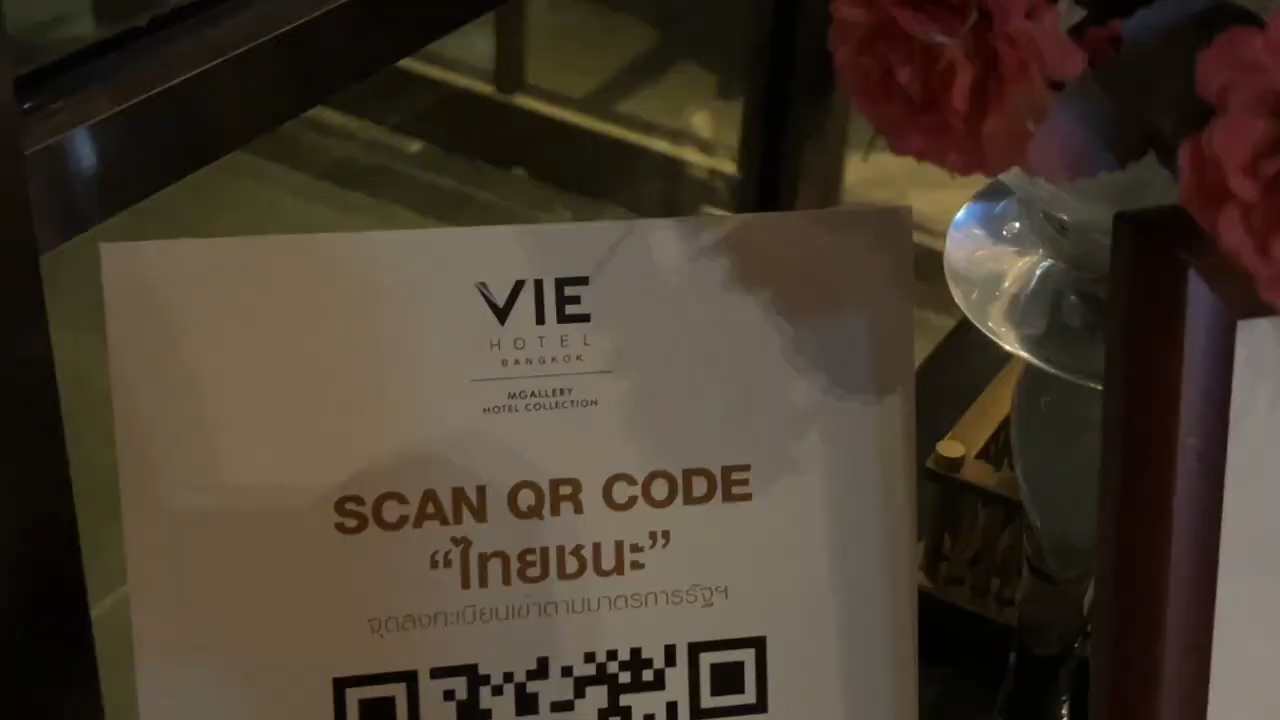 VIE
HOTEL
BANGKOK
MGALLERY
HOTEL COLLECTION
SCAN QR CODE
“ไทยชนะ”
จุดลงทะเบียนเข้าตามมาตรการรัฐฯ